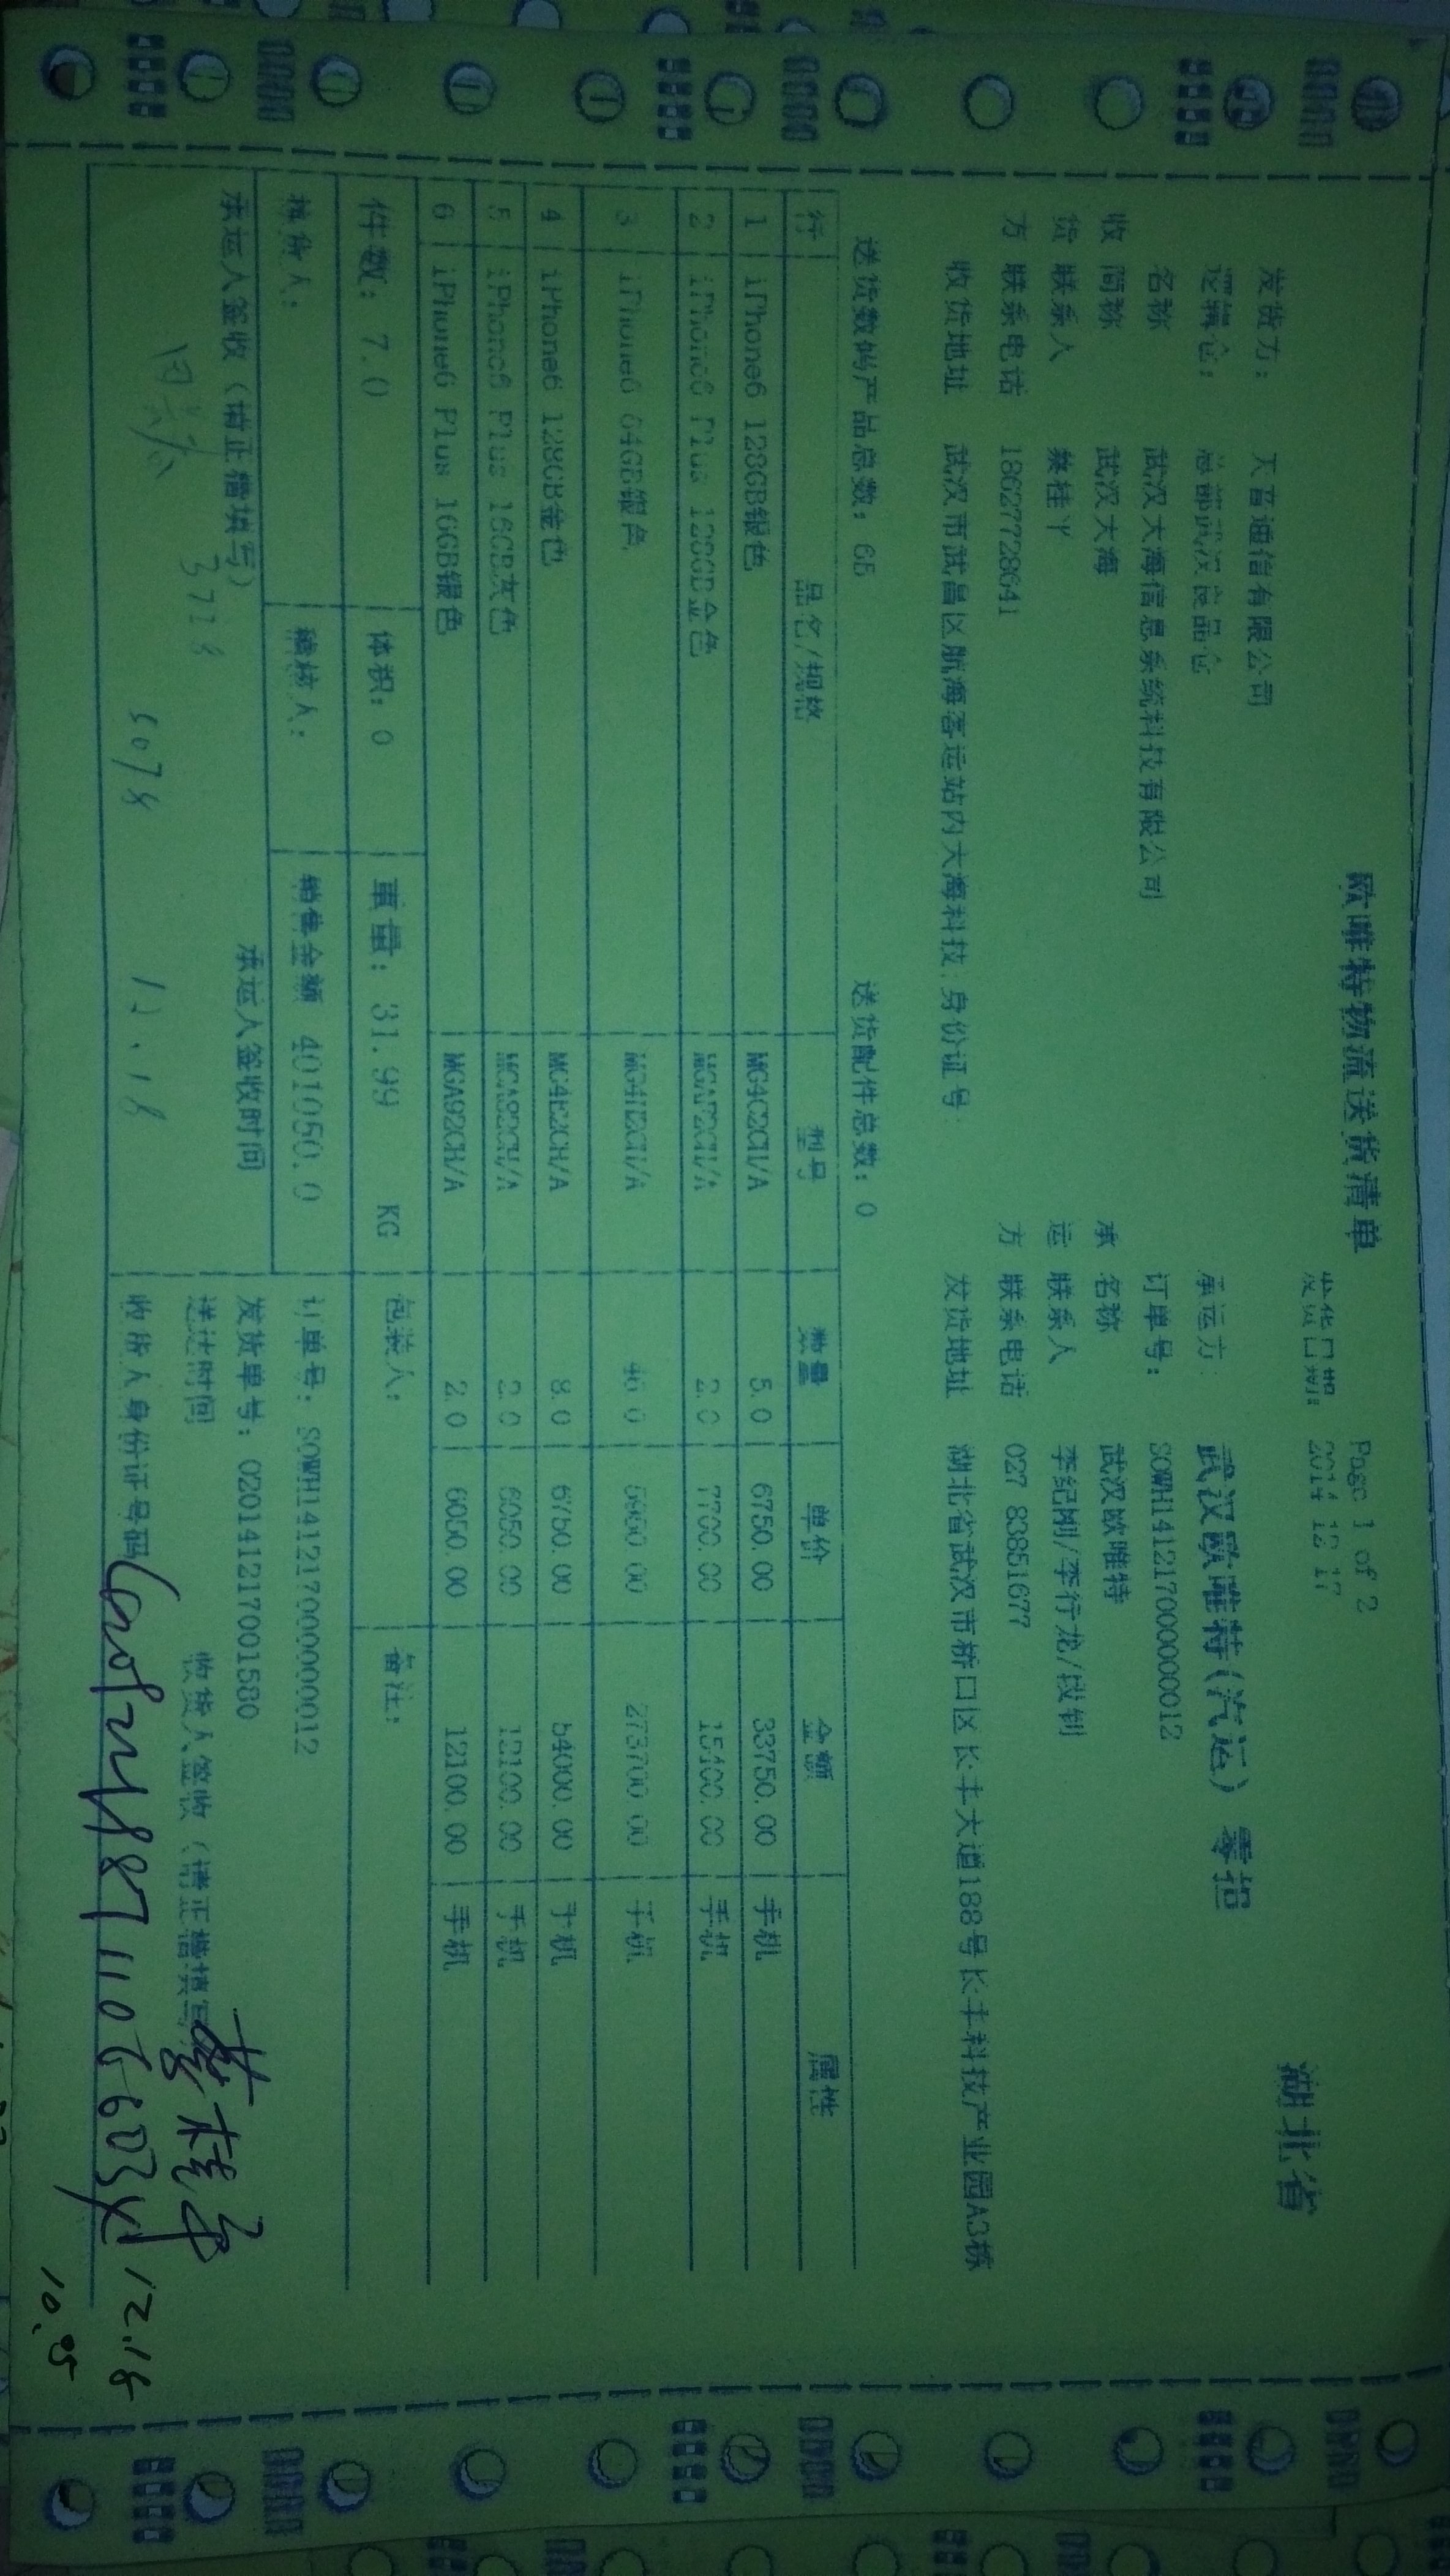 欧唯特物流送货清单
Page 1 of 2
发货日期: 2014 12 17
湖北省
发货方: 天音通信有限公司
逻辑仓: 总部武汉良品仓
承运方 武汉欧唯特(汽运) 零担
名称 武汉大海信息系统科技有限公司
订单号: SOWH141217000000012
收 简称 武汉大海
承 名称 武汉欧唯特
货 联系人 蔡桂
运 联系人 李纪刚/李行龙/段钊
方 联系电话 18627728641
方 联系电话 027 83851677
收货地址 武汉市武昌区航海客运站内大海科技;身份证号
发货地址 湖北省武汉市桥口区长丰大道188号长丰科技产业园A3栋
送货数码产品总数: 65 送货配件总数: 0
行 品名/规格 型号 数量 单价 金额 属性
1 iPhone6 128GB银色 MG4C2CH/A 5.0 6750.00 33750.00 手机
2 iPhone6 Plus 128GB金色 MGAF2CH/A 2.0 7700.00 15400.00 手机
3 iPhone6 64GB银色 MG4H2CH/A 46.0 5950.00 273700.00 手机
4 iPhone6 128GB金色 MG4E2CH/A 8.0 6750.00 54000.00 手机
5 iPhone6 Plus 16GB灰色 MGA82CH/A 2.0 6050.00 12100.00 手机
6 iPhone6 Plus 16GB银色 MGA92CH/A 2.0 6050.00 12100.00 手机
件数: 7.0 体积: 0 重量: 31.99 KG 包装人: 备注:
拣货人: 稽核人: 销售金额 401050.0 订单号: SOWH141217000000012
承运人签收(请正楷填写) 承运人签收时间 发货单号: 0201412171001580
送达时间 收货人签收(请正楷填写)
收货人身份证号码
蔡桂平
12.18
12.18